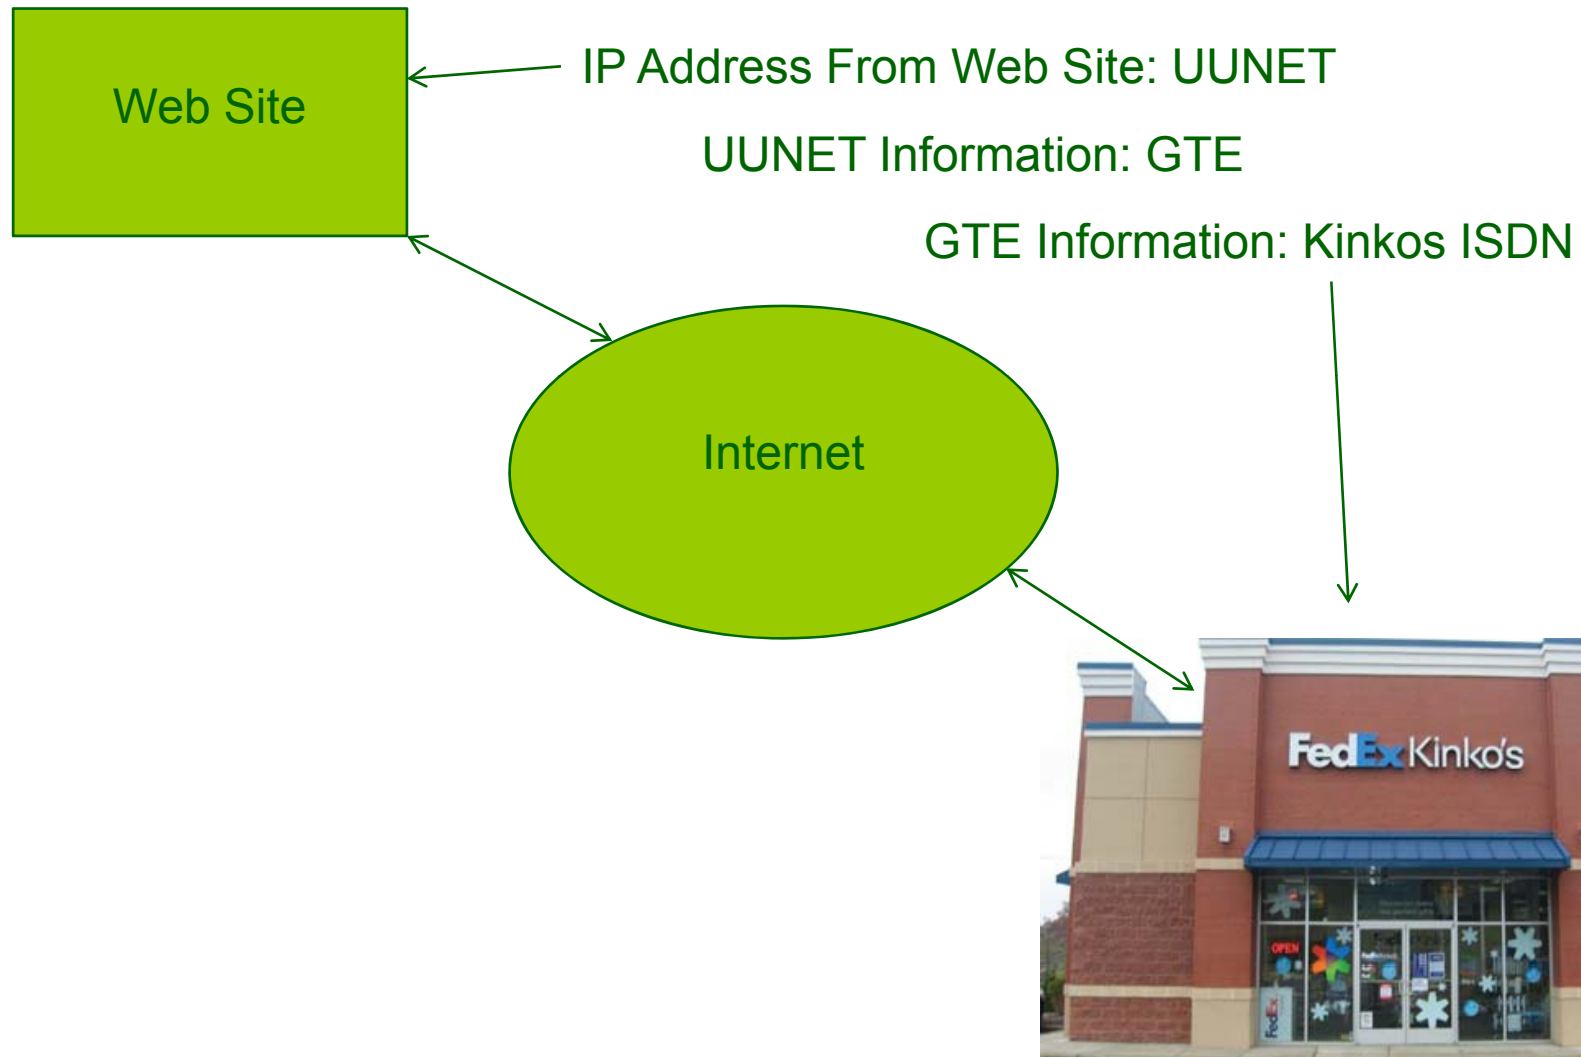 Web Site
IP Address From Web Site: UUNET
UUNET Information: GTE
GTE Information: Kinkos ISDN
Internet
FedEx Kinko's
OPEN
FedEx